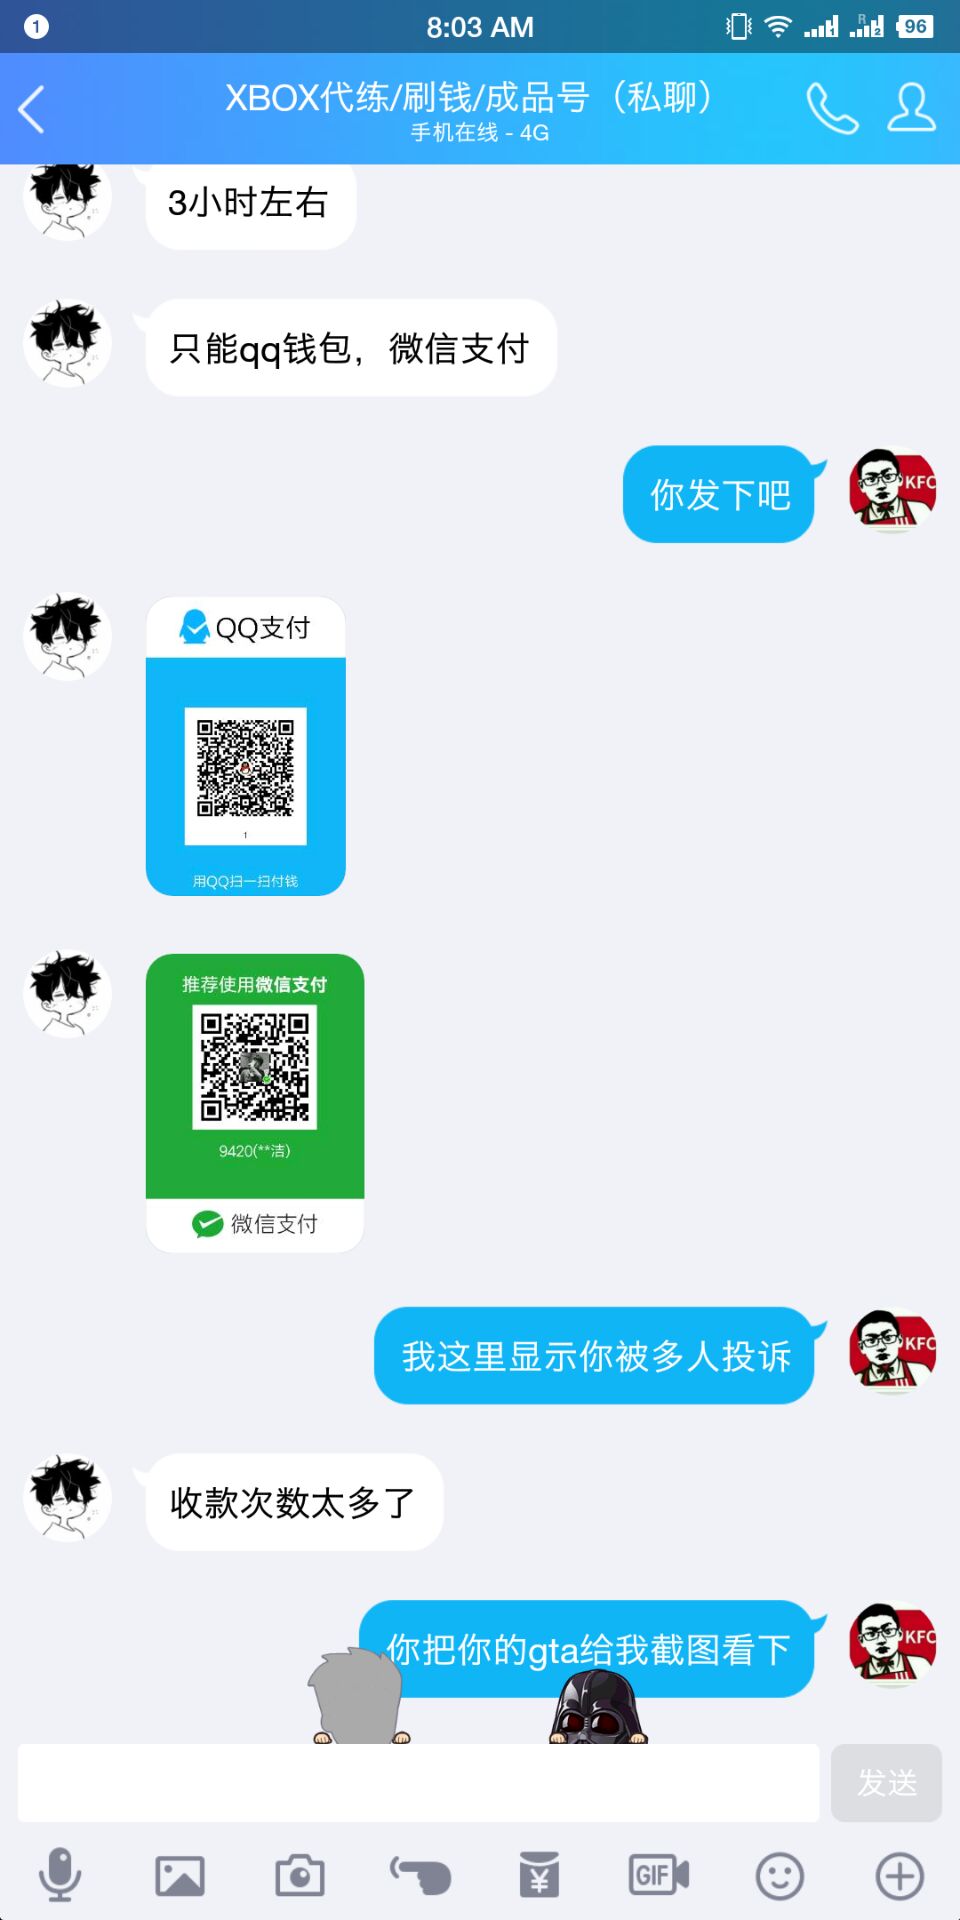 1
8:03 AM
R
1
2
96
XBOX代练/刷钱/成品号（私聊）
手机在线 - 4G
3小时左右
只能qq钱包，微信支付
你发下吧
KFC
QQ支付
1
用QQ扫一扫付钱
推荐使用微信支付
9420(**洁)
微信支付
我这里显示你被多人投诉
KFC
收款次数太多了
你把你的gta给我截图看下
KFC
发送
¥
GIF